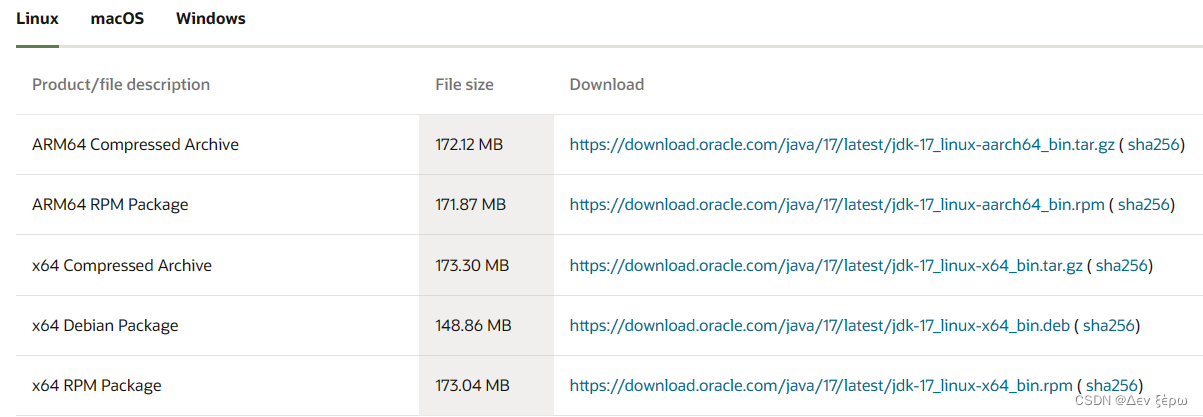 Linux macOS Windows
Product/file description File size Download
ARM64 Compressed Archive 172.12 MB https://download.oracle.com/java/17/latest/jdk-17_linux-aarch64_bin.tar.gz ( sha256)
ARM64 RPM Package 171.87 MB https://download.oracle.com/java/17/latest/jdk-17_linux-aarch64_bin.rpm ( sha256)
x64 Compressed Archive 173.30 MB https://download.oracle.com/java/17/latest/jdk-17_linux-x64_bin.tar.gz ( sha256)
x64 Debian Package 148.86 MB https://download.oracle.com/java/17/latest/jdk-17_linux-x64_bin.deb ( sha256)
x64 RPM Package 173.04 MB https://download.oracle.com/java/17/latest/jdk-17_linux-x64_bin.rpm ( sha256)
CSDN @Δεν ξέρω